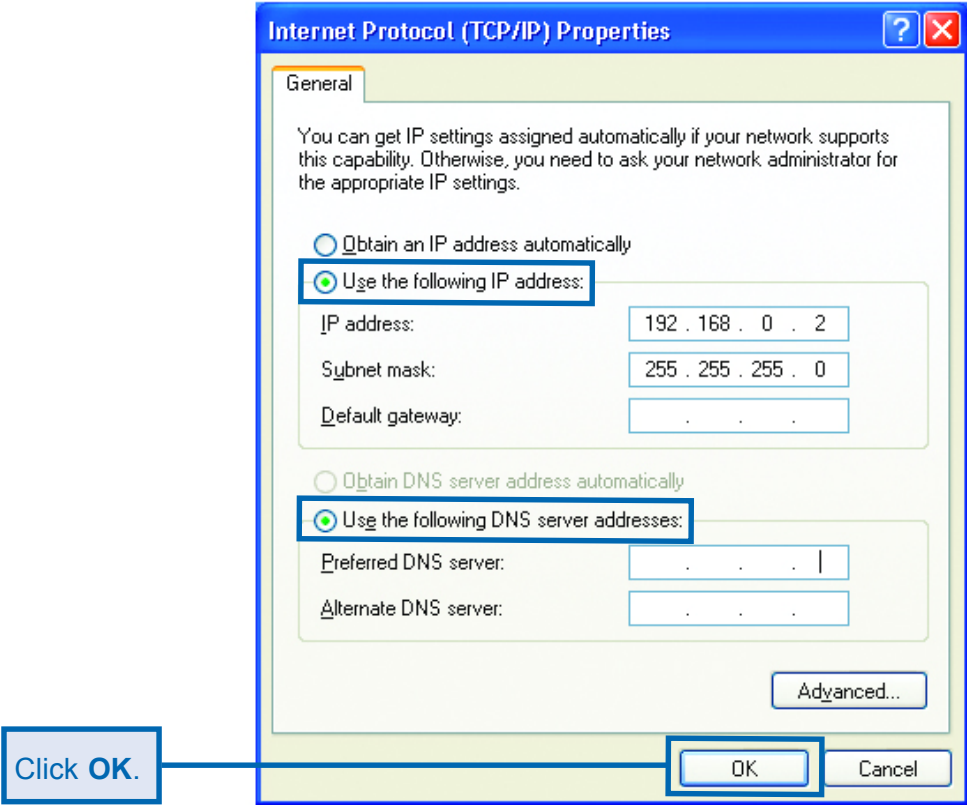 Internet Protocol (TCP/IP) Properties
?
General
You can get IP settings assigned automatically if your network supports
this capability. Otherwise, you need to ask your network administrator for
the appropriate IP settings.
Obtain an IP address automatically
Use the following IP address:
IP address: 192 . 168 . 0 . 2
Subnet mask: 255 . 255 . 255 . 0
Default gateway: . . .
Obtain DNS server address automatically
Use the following DNS server addresses:
Preferred DNS server: . . .
Alternate DNS server: . . .
Advanced...
Click OK.
OK Cancel